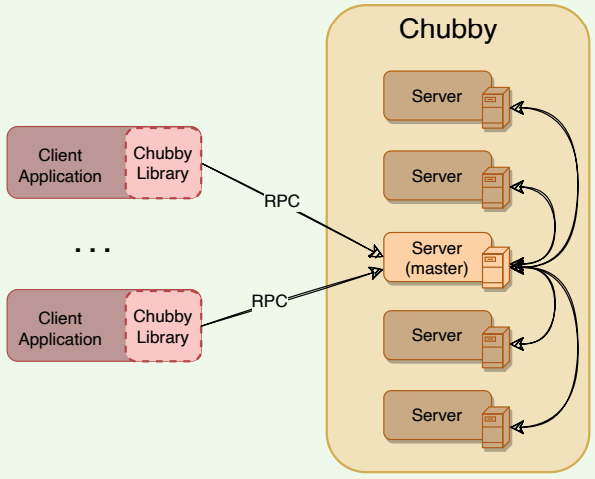 Chubby
Server
Server
Server
(master)
Server
Server
Client
Application
Chubby
Library
RPC
...
Client
Application
Chubby
Library
RPC